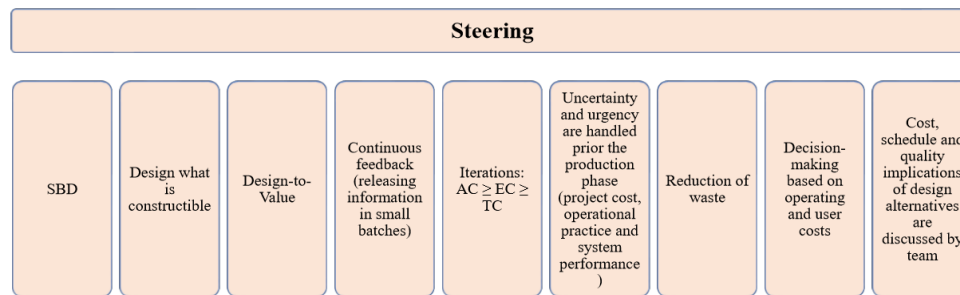 Steering
SBD
Design what
is
constructible
Design-to-
Value
Continuous
feedback
(releasing
information
in small
batches)
Iterations:
AC ≥ EC ≥
TC
Uncertainty
and urgency
are handled
prior the
production
phase
(project cost,
operational
practice and
system
performance
)
Reduction of
waste
Decision-
making
based on
operating
and user
costs
Cost,
schedule and
quality
implications
of design
alternatives
are
discussed by
team